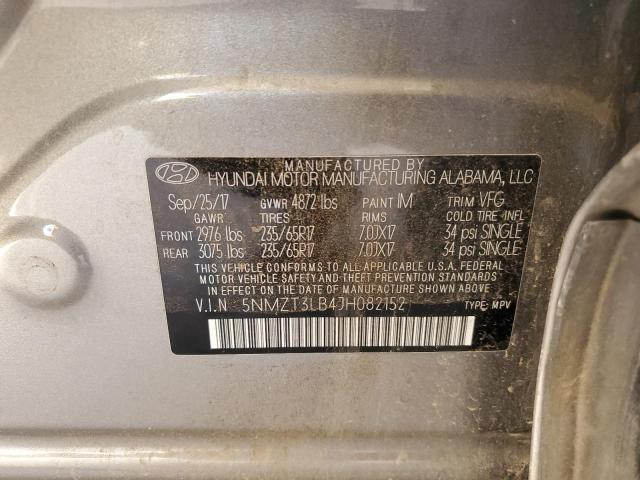 MANUFACTURED BY
HYUNDAI MOTOR MANUFACTURING ALABAMA, LLC
Sep/25/17 GVWR 4872 lbs PAINT IM TRIM VFG
GAWR TIRES RIMS COLD TIRE INFL
FRONT 2976 lbs 235/65R17 7.0JX17 34 psi SINGLE
REAR 3075 lbs 235/65R17 7.0JX17 34 psi SINGLE
THIS VEHICLE CONFORMS TO ALL APPLICABLE U.S.A. FEDERAL
MOTOR VEHICLE SAFETY STANDARDS
IN EFFECT ON THE DATE OF MANUFACTURE SHOWN ABOVE.
V.I.N 5NMZT3LB4JH082152 TYPE: MPV